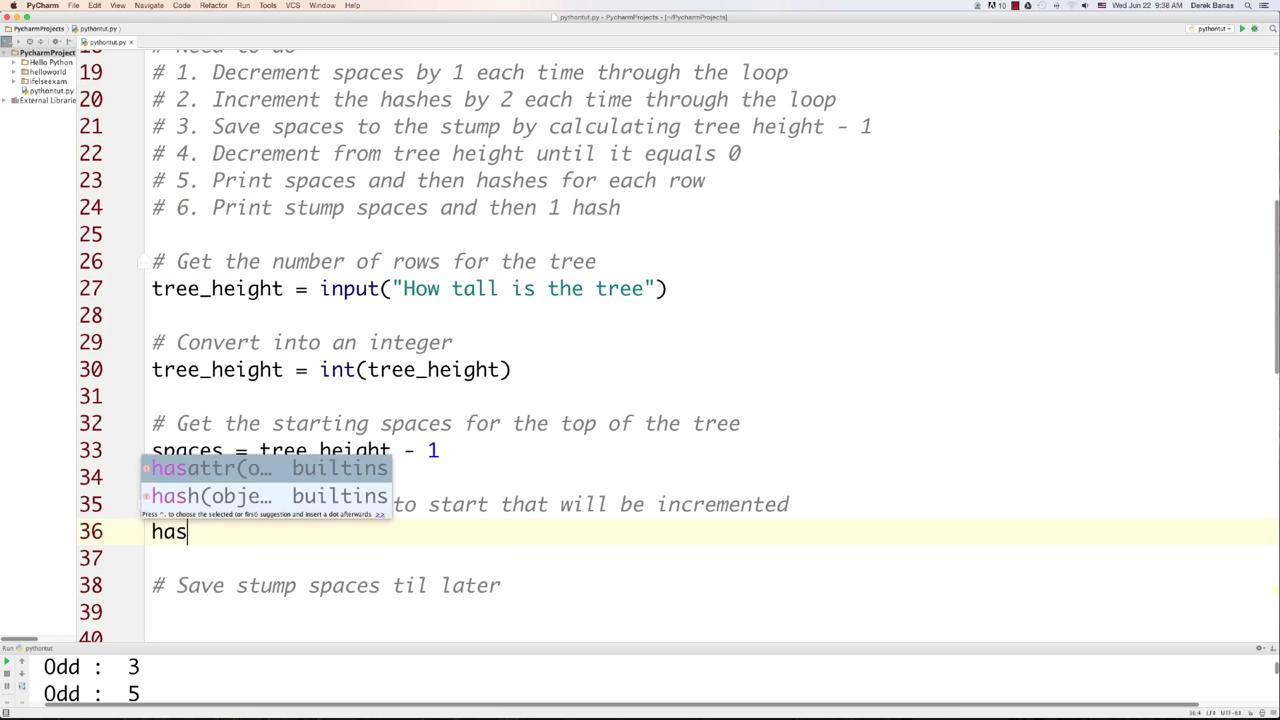 PyCharm File Edit View Navigate Code Refactor Run Tools VCS Window Help
10 Wed Jun 22 9:38 AM Derek Banas
pythontut.py - PycharmProjects - [~/PycharmProjects]
PycharmProjects pythontut.py
pythontut
pythontut.py
PycharmProject
Hello Python
helloworld
ifelseexam
pythontut.py
External Librarie
18 # Need to do
19 # 1. Decrement spaces by 1 each time through the loop
20 # 2. Increment the hashes by 2 each time through the loop
21 # 3. Save spaces to the stump by calculating tree height - 1
22 # 4. Decrement from tree height until it equals 0
23 # 5. Print spaces and then hashes for each row
24 # 6. Print stump spaces and then 1 hash
25
26 # Get the number of rows for the tree
27 tree_height = input("How tall is the tree")
28
29 # Convert into an integer
30 tree_height = int(tree_height)
31
32 # Get the starting spaces for the top of the tree
33 spaces = tree_height - 1
34
hasattr(o… builtins
hash(obje… builtins
Press ^. to choose the selected (or first) suggestion and insert a dot afterwards >>
35 to start that will be incremented
36 has
37
38 # Save stump spaces til later
39
40
Run pythontut
Odd : 3
Odd : 5
36:4 LF÷ UTF-8÷